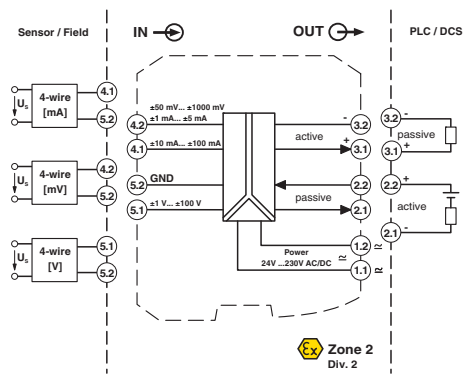 Sensor / Field
IN
OUT
PLC / DCS
4-wire
[mA]
Us
4.1
5.2
4-wire
[mV]
Us
4.2
5.2
4-wire
[V]
Us
5.1
5.2
±50 mV... ±1000 mV
±1 mA... ±5 mA
4.2
±10 mA... ±100 mA
4.1
GND
5.2
±1 V... ±100 V
5.1
-
active
+
3.2
3.1
passive
2.2
2.1
Power
24V ...230V AC/DC
1.2
1.1
3.2 -
passive
3.1 +
2.2 +
active
2.1 -
Ex Zone 2
Div. 2